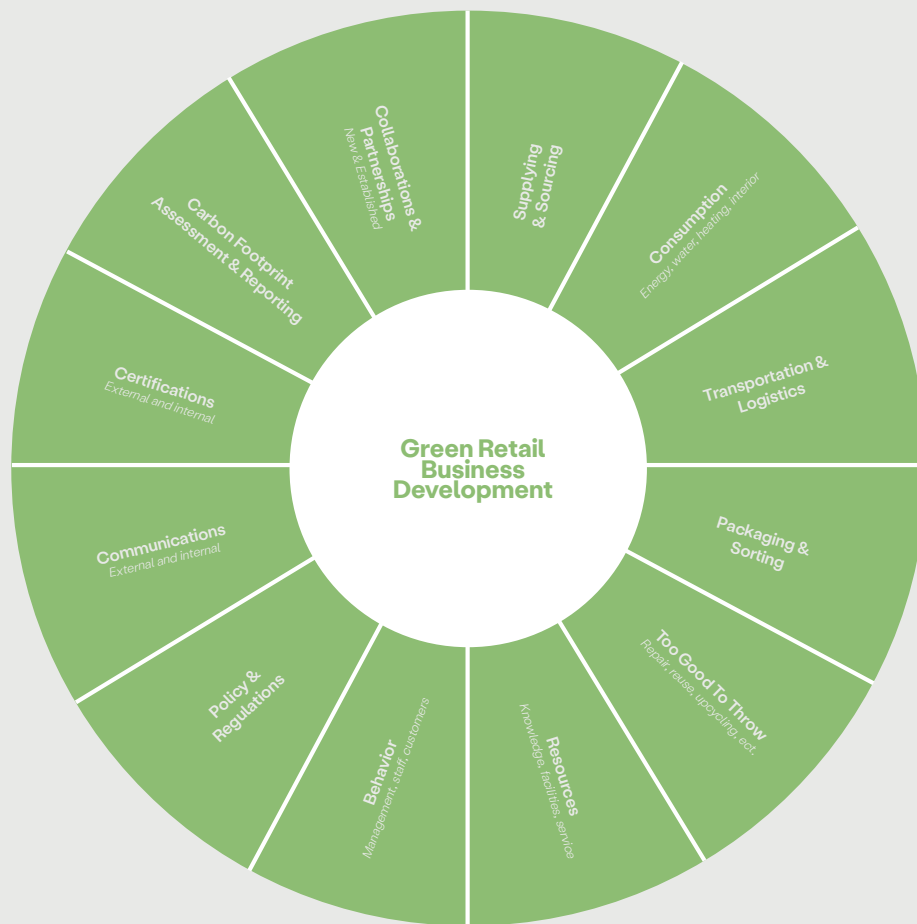 Green Retail
Business
Development
Supplying
& Sourcing
Consumption
Energy, water, heating, interior
Transportation &
Logistics
Packaging &
Sorting
Too Good To Throw
Repair, reuse, upcycling, ect.
Resources
Knowledge, facilities, service
Behavior
Management, staff, customers
Policy &
Regulations
Communications
External and internal
Certifications
External and internal
Carbon Footprint
Assessment & Reporting
Collaborations &
Partnerships
New & Established